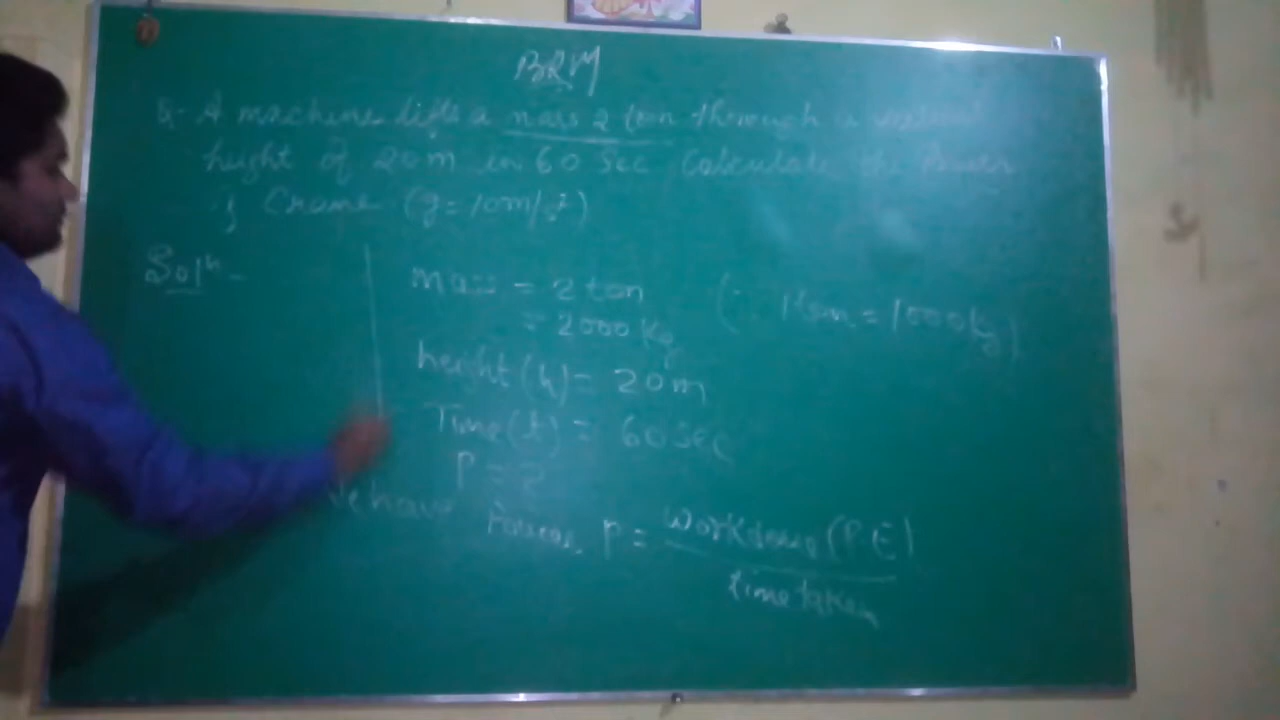 BRM
Q- A machine lifts a mass 2 ton through a vertical
height of 20m in 60 Sec Calculate the Power
of Crane (g=10m/s²)
Solⁿ-
mass = 2 ton (∵ 1 ton = 1000kg)
= 2000 Kg
height (h) = 20m
Time (t) = 60 sec
P = ?
We have Power, P = Workdone (P.E)
time taken